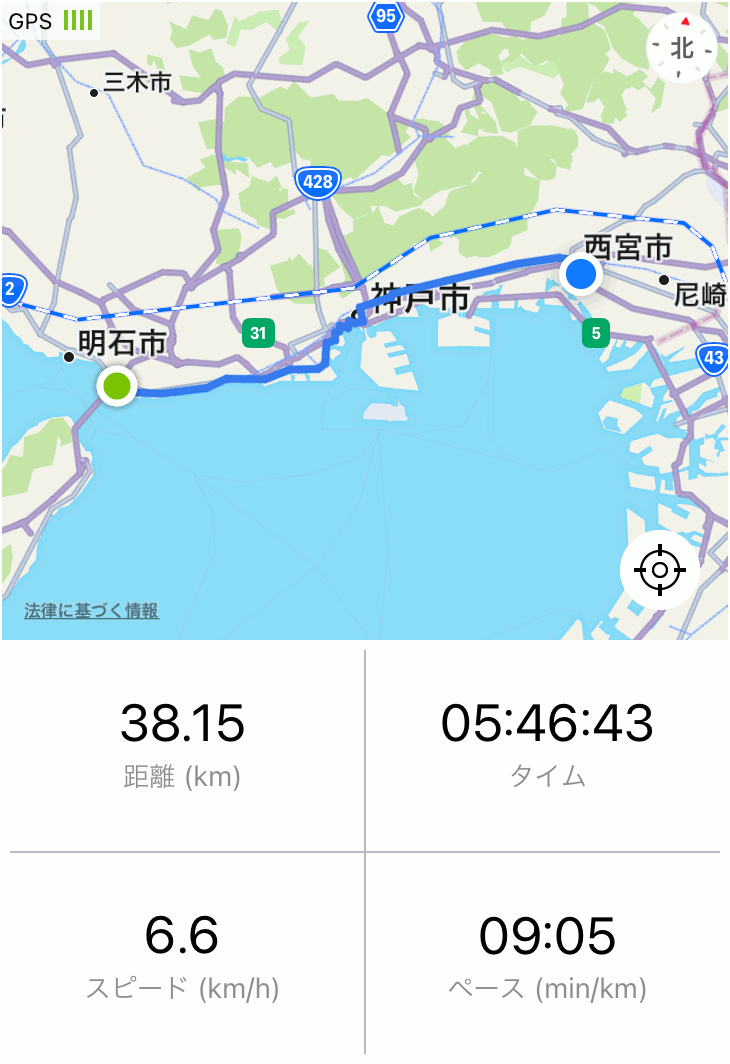 GPS
95
北
三木市
428
西宮市
2
神戸市
尼崎
明石市
31
5
43
法律に基づく情報
38.15
距離 (km)
05:46:43
タイム
6.6
スピード (km/h)
09:05
ペース (min/km)